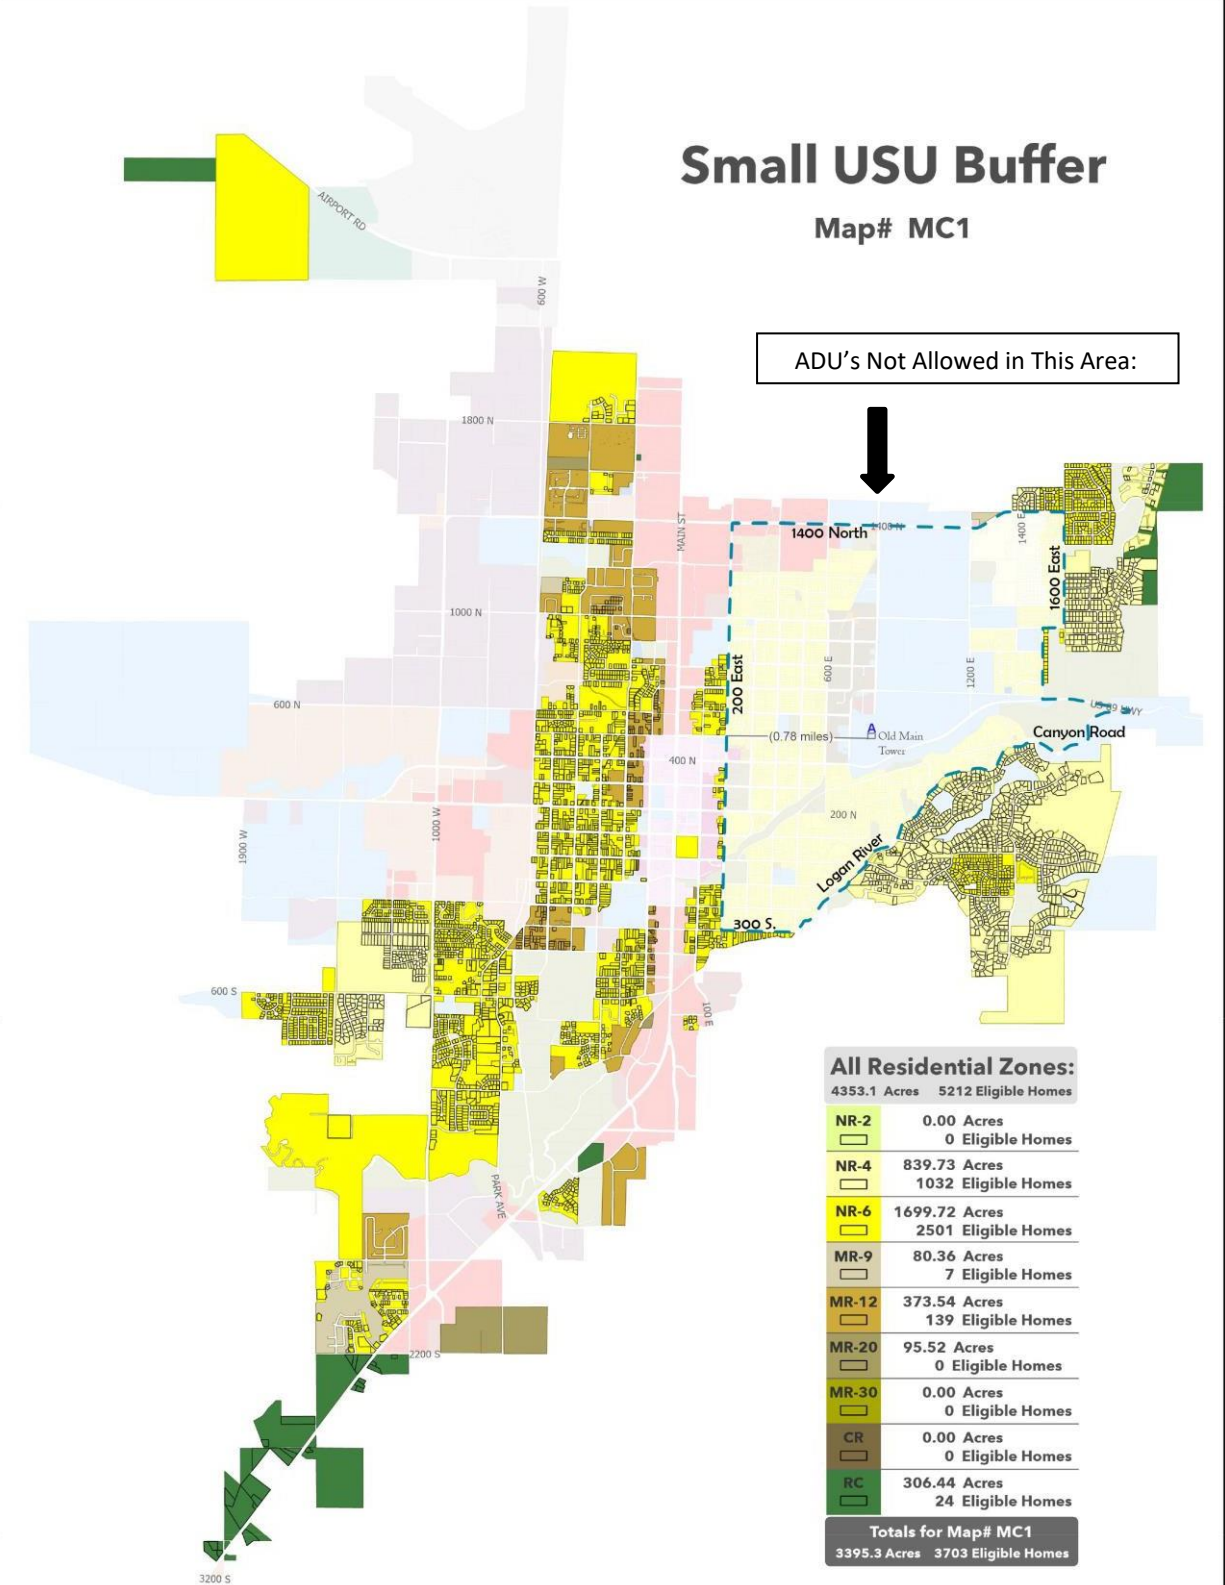 Small USU Buffer
Map# MC1
ADU's Not Allowed in This Area:
AIRPORT RD
600 W
1800 N
MAIN ST
1400 North
1400 N
1400 E
1600 East
1000 N
200 East
600 E
1200 E
600 N
US 89 HWY
(0.78 miles)
A
Old Main
Tower
Canyon Road
400 N
1900 W
1000 W
200 N
Logan River
300 S.
600 S
100 E
PARK AVE
2200 S
3200 S
All Residential Zones:
4353.1 Acres 5212 Eligible Homes
NR-2 0.00 Acres
0 Eligible Homes
NR-4 839.73 Acres
1032 Eligible Homes
NR-6 1699.72 Acres
2501 Eligible Homes
MR-9 80.36 Acres
7 Eligible Homes
MR-12 373.54 Acres
139 Eligible Homes
MR-20 95.52 Acres
0 Eligible Homes
MR-30 0.00 Acres
0 Eligible Homes
CR 0.00 Acres
0 Eligible Homes
RC 306.44 Acres
24 Eligible Homes
Totals for Map# MC1
3395.3 Acres 3703 Eligible Homes